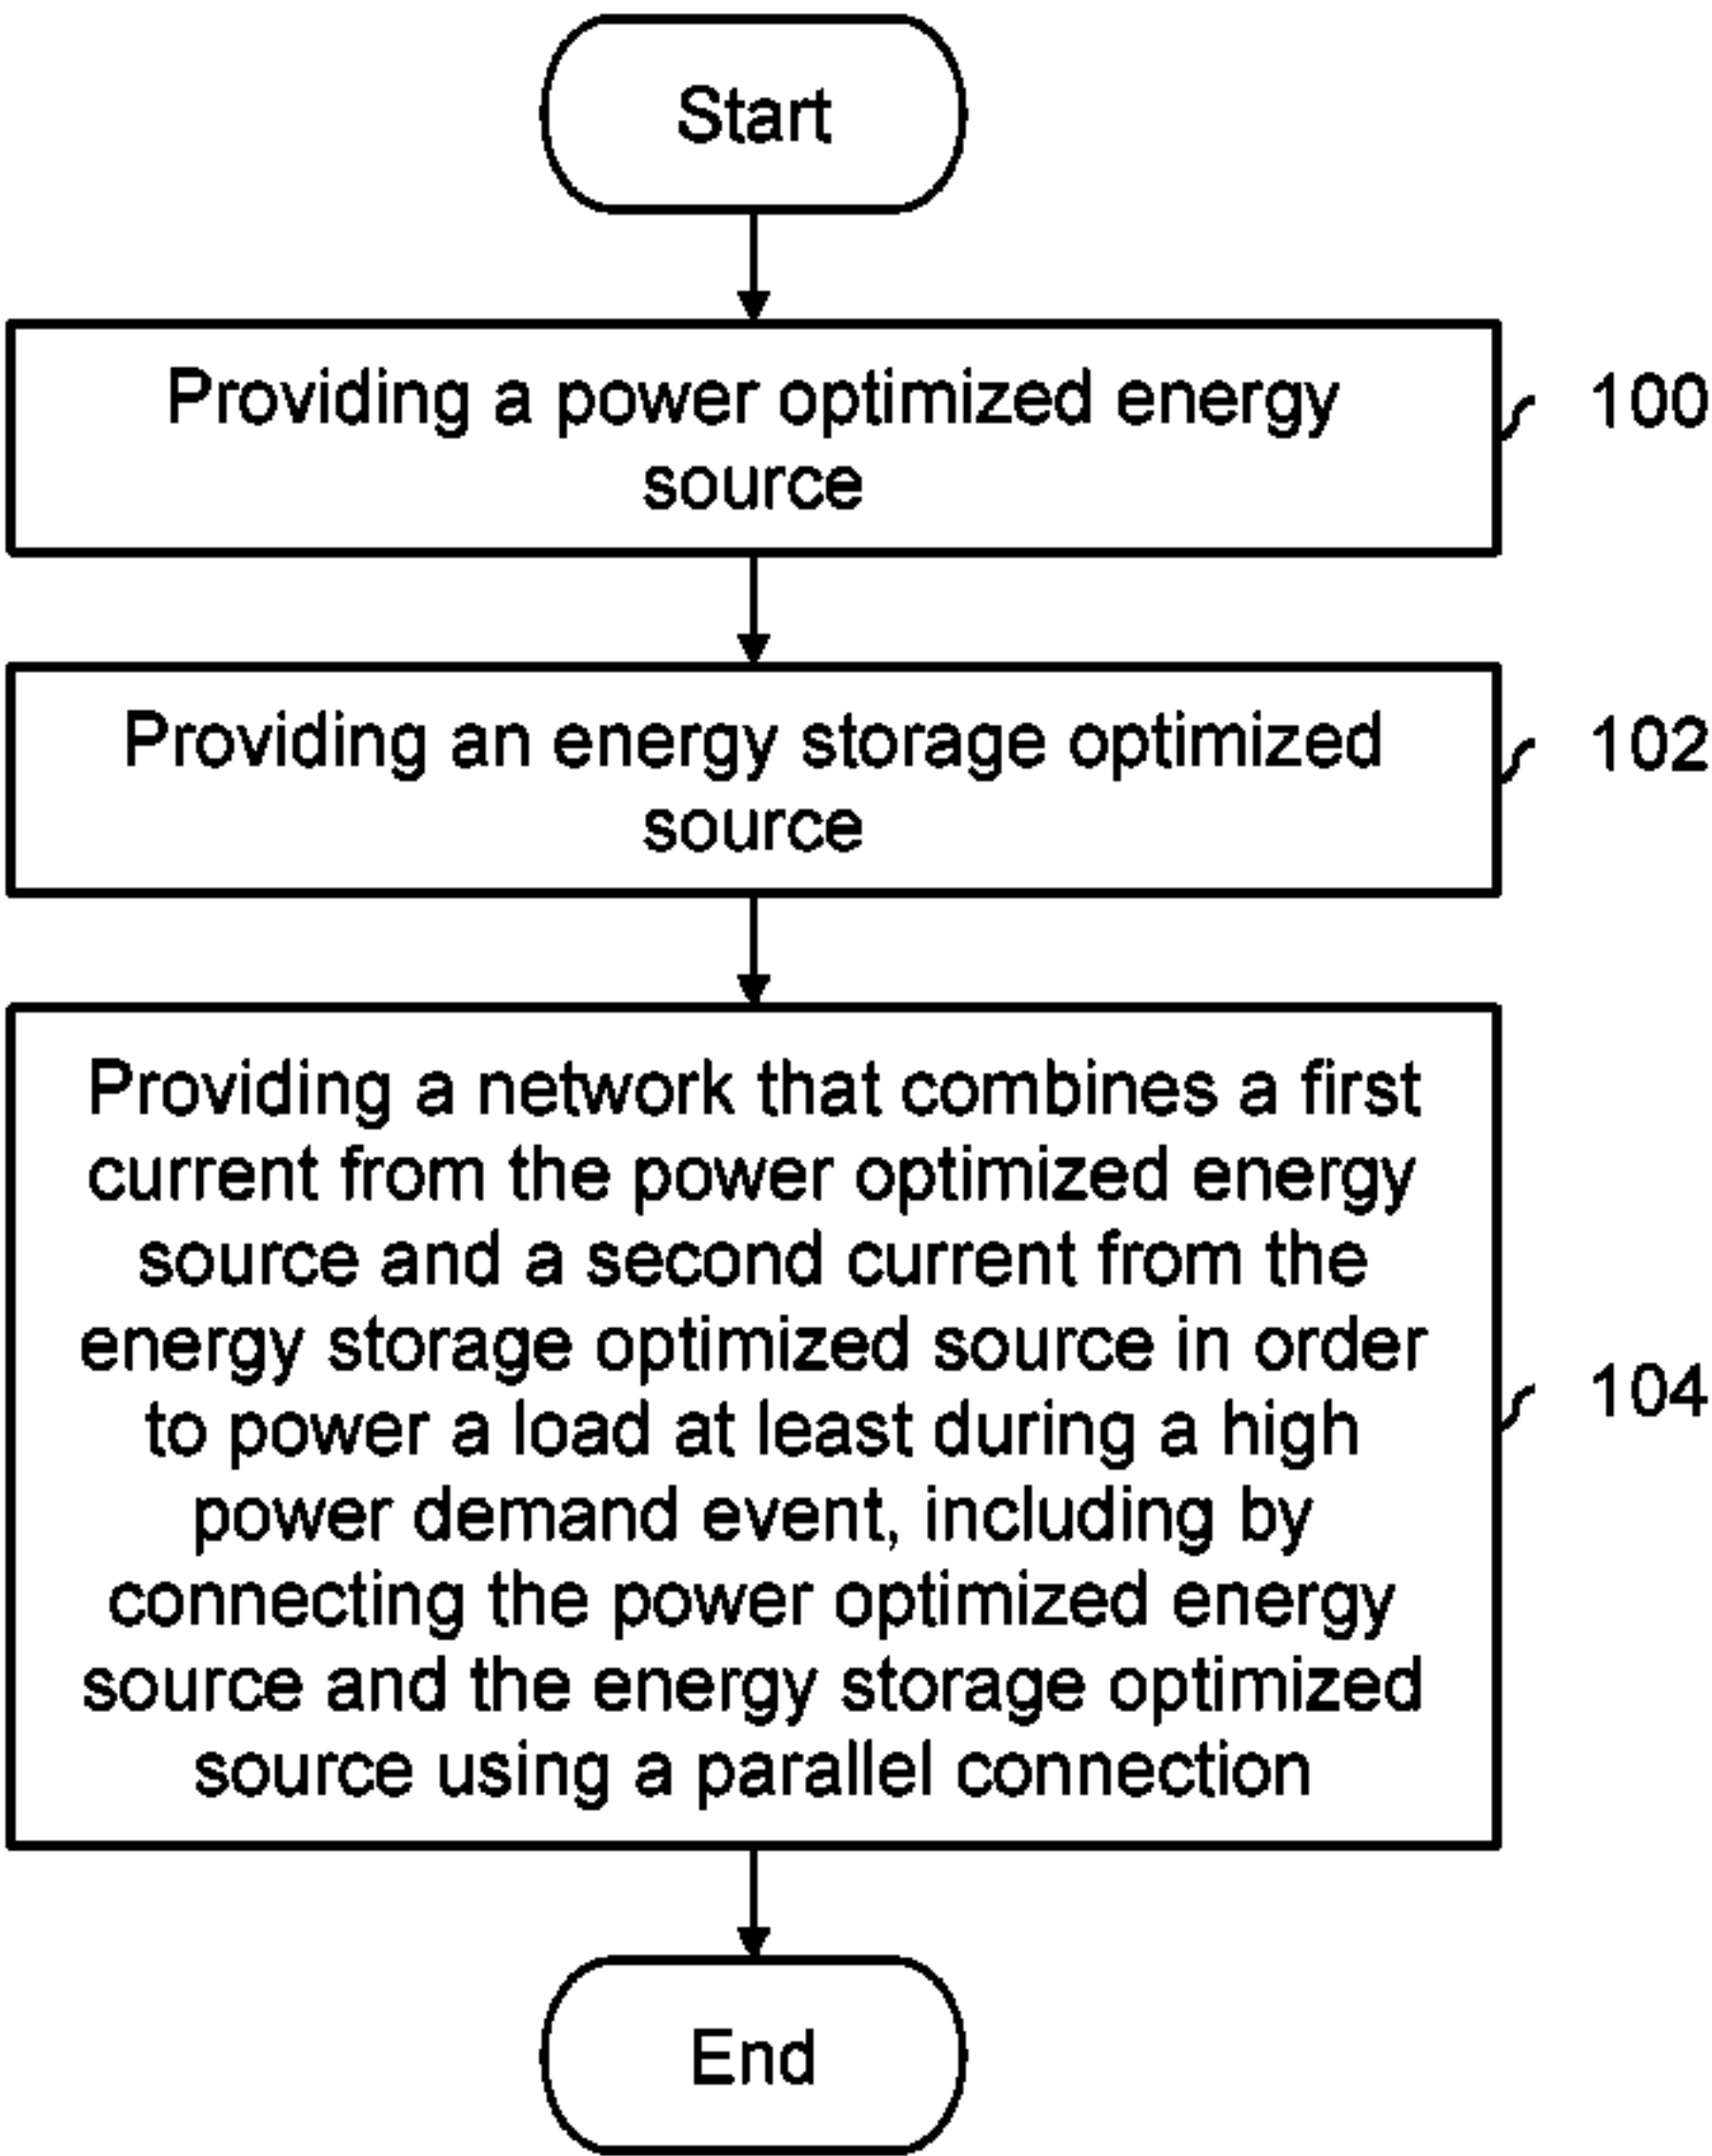 Start
Providing a power optimized energy
source
100
Providing an energy storage optimized
source
102
Providing a network that combines a first
current from the power optimized energy
source and a second current from the
energy storage optimized source in order
to power a load at least during a high
power demand event, including by
connecting the power optimized energy
source and the energy storage optimized
source using a parallel connection
104
End